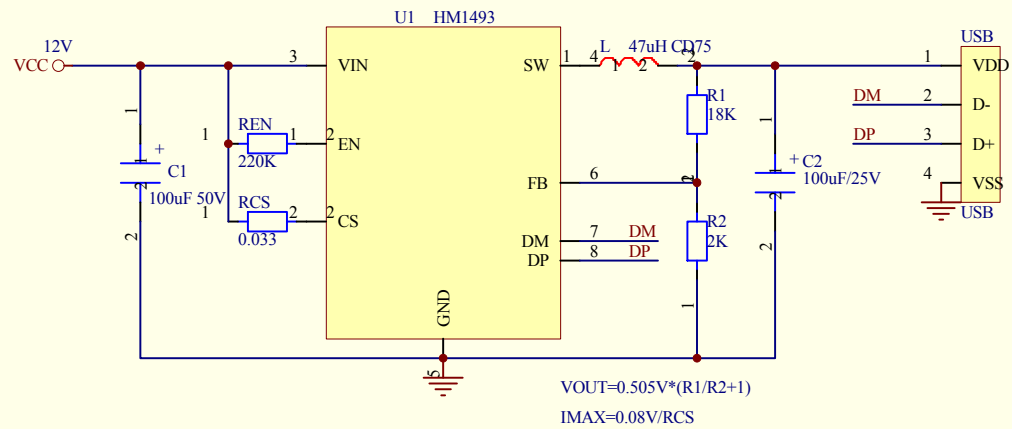 U1 HM1493
12V
VCC
3
VIN
SW
1
4
L
47uH CD75
1
2
2
1
USB
VDD
DM
2
D-
DP
3
D+
4
VSS
USB
R1
18K
1
1
REN
1
2
EN
220K
+
1
2
C1
100uF 50V
2
1
RCS
2
2
CS
0.033
FB
6
2
R2
2K
1
DM
7
DM
DP
8
DP
1
+
C2
100uF/25V
1
2
2
GND
5
VOUT=0.505V*(R1/R2+1)
IMAX=0.08V/RCS